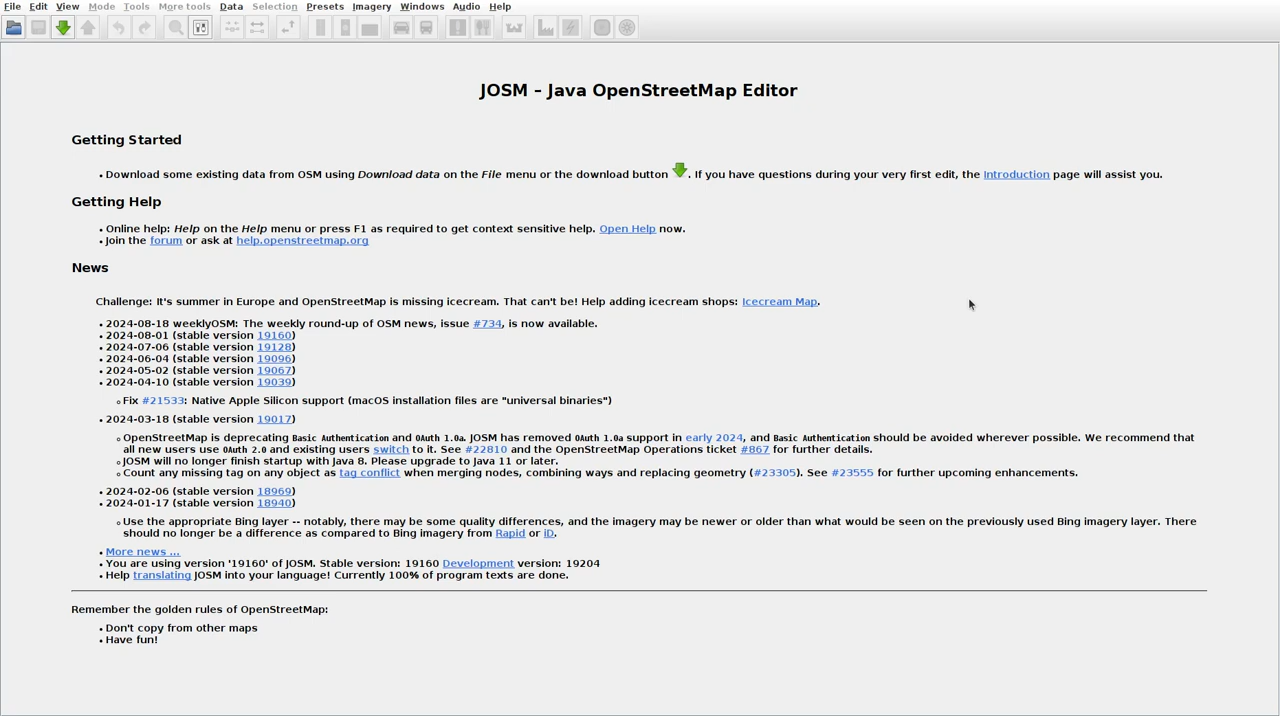 File Edit View Mode Tools More tools Data Selection Presets Imagery Windows Audio Help
JOSM – Java OpenStreetMap Editor
Getting Started
Download some existing data from OSM using Download data on the File menu or the download button . If you have questions during your very first edit, the Introduction page will assist you.
Getting Help
Online help: Help on the Help menu or press F1 as required to get context sensitive help. Open Help now.
Join the forum or ask at help.openstreetmap.org
News
Challenge: It's summer in Europe and OpenStreetMap is missing icecream. That can't be! Help adding icecream shops: Icecream Map.
2024-08-18 weeklyOSM: The weekly round-up of OSM news, issue #734, is now available.
2024-08-01 (stable version 19160)
2024-07-06 (stable version 19128)
2024-06-04 (stable version 19096)
2024-05-02 (stable version 19067)
2024-04-10 (stable version 19039)
Fix #21533: Native Apple Silicon support (macOS installation files are "universal binaries")
2024-03-18 (stable version 19017)
OpenStreetMap is deprecating Basic Authentication and OAuth 1.0a. JOSM has removed OAuth 1.0a support in early 2024, and Basic Authentication should be avoided wherever possible. We recommend that
all new users use OAuth 2.0 and existing users switch to it. See #22810 and the OpenStreetMap Operations ticket #867 for further details.
JOSM will no longer finish startup with Java 8. Please upgrade to Java 11 or later.
Count any missing tag on any object as tag conflict when merging nodes, combining ways and replacing geometry (#23305). See #23555 for further upcoming enhancements.
2024-02-06 (stable version 18969)
2024-01-17 (stable version 18940)
Use the appropriate Bing layer -- notably, there may be some quality differences, and the imagery may be newer or older than what would be seen on the previously used Bing imagery layer. There
should no longer be a difference as compared to Bing imagery from Rapid or iD.
More news ...
You are using version '19160' of JOSM. Stable version: 19160 Development version: 19204
Help translating JOSM into your language! Currently 100% of program texts are done.
Remember the golden rules of OpenStreetMap:
Don't copy from other maps
Have fun!